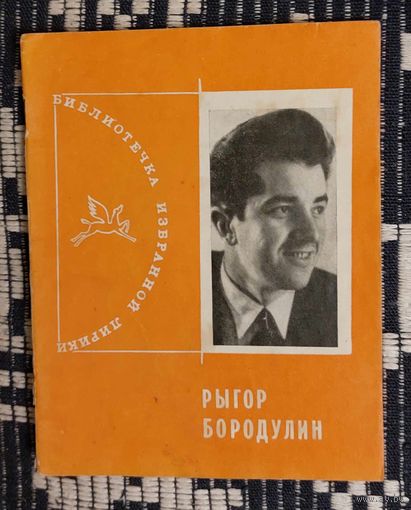 БИБЛИОТЕЧКА ИЗБРАННОЙ ЛИРИКИ
РЫГОР
БОРОДУЛИН